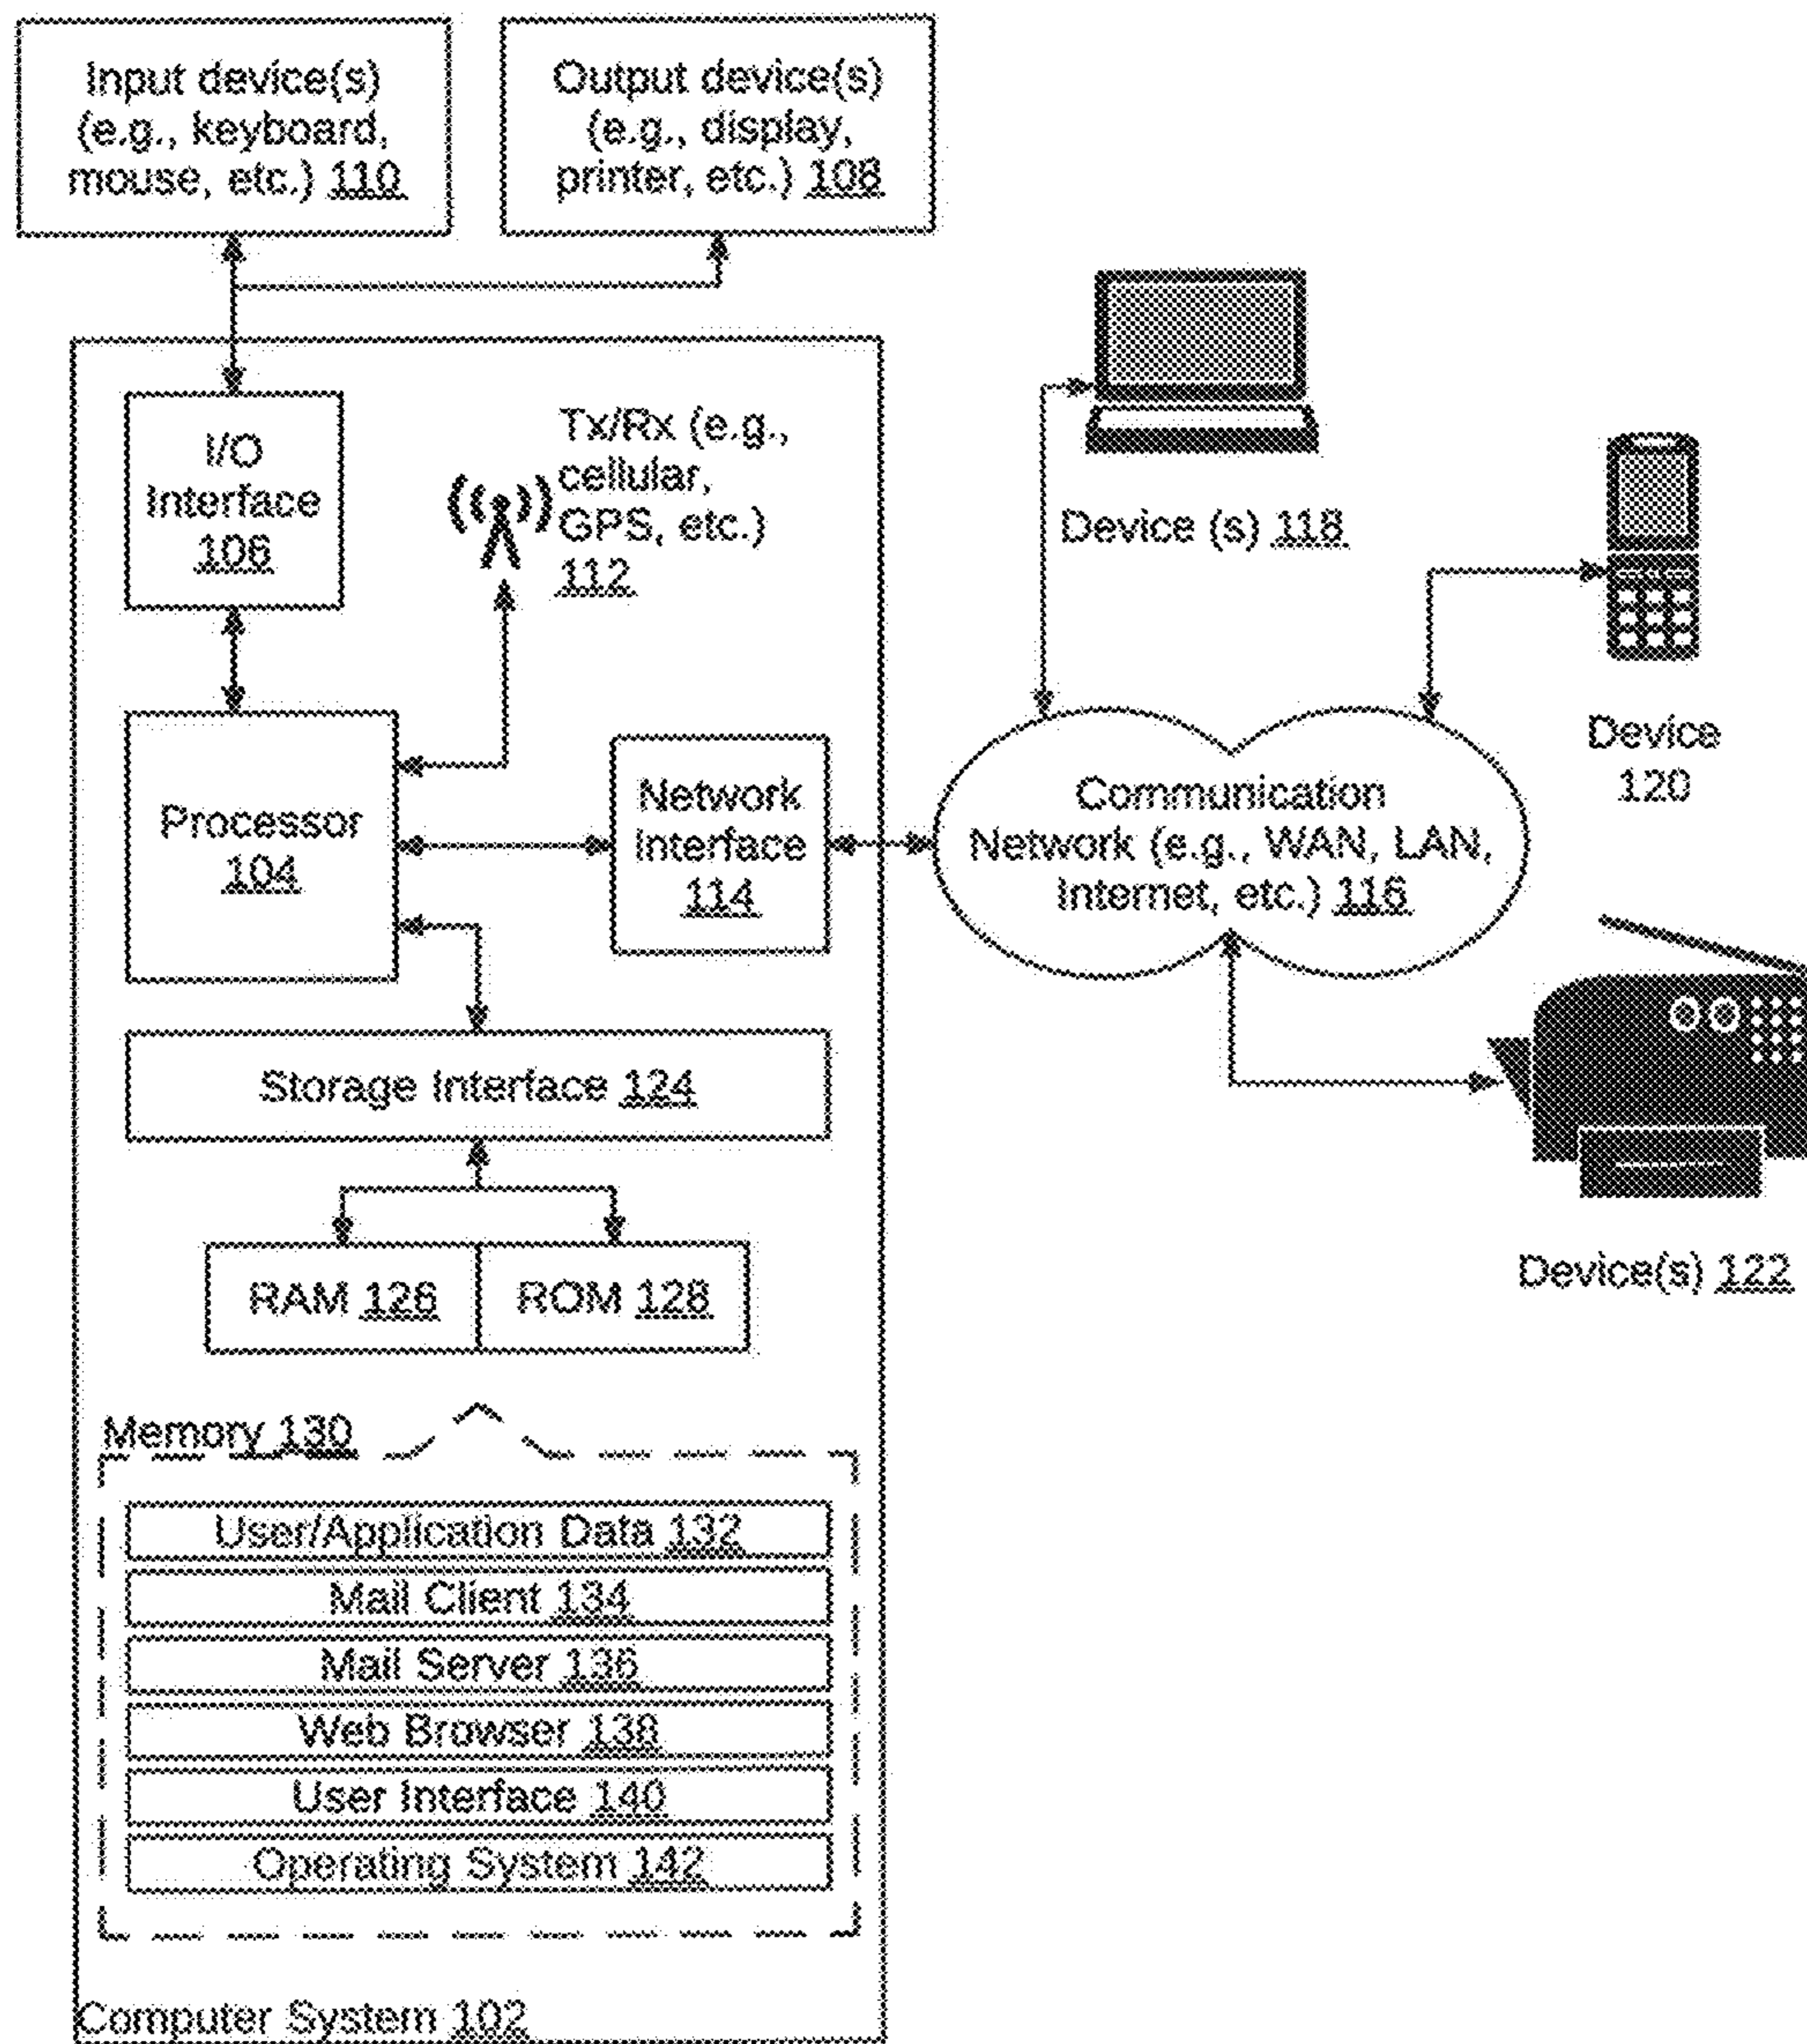 Input device(s)
(e.g., keyboard,
mouse, etc.) 110
Output device(s)
(e.g., display,
printer, etc.) 108
I/O
Interface
106
Tx/Rx (e.g.,
cellular,
GPS, etc.)
112
Device (s) 118
Device
120
Processor
104
Network
Interface
114
Communication
Network (e.g., WAN, LAN,
Internet, etc.) 116
Storage Interface 124
RAM 126
ROM 128
Device(s) 122
Memory 130
User/Application Data 132
Mail Client 134
Mail Server 136
Web Browser 138
User Interface 140
Operating System 142
Computer System 102